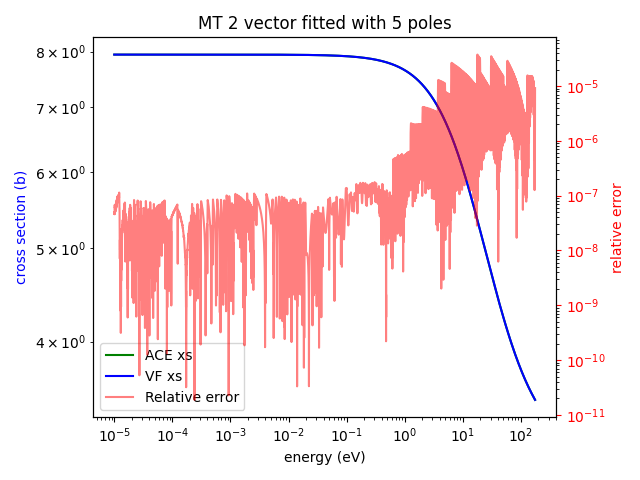 MT 2 vector fitted with 5 poles
8 × 10⁰
7 × 10⁰
6 × 10⁰
5 × 10⁰
4 × 10⁰
cross section (b)
10⁻⁵
10⁻⁶
10⁻⁷
10⁻⁸
10⁻⁹
10⁻¹⁰
10⁻¹¹
relative error
ACE xs
VF xs
Relative error
10⁻⁵ 10⁻⁴ 10⁻³ 10⁻² 10⁻¹ 10⁰ 10¹ 10²
energy (eV)